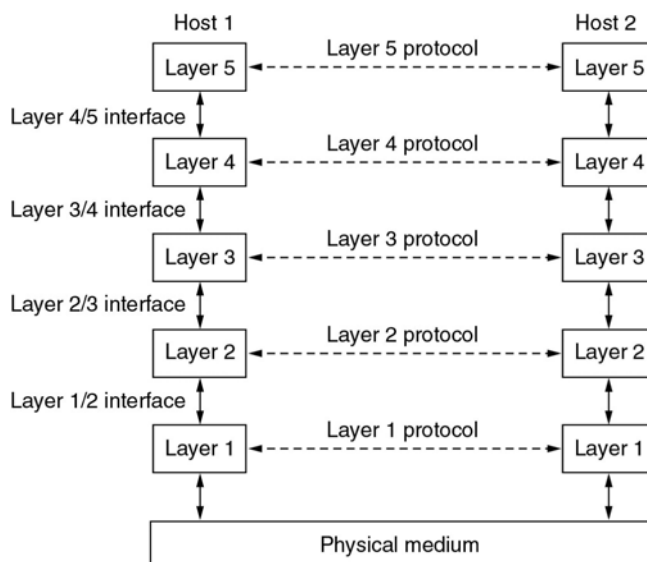 Host 1
Host 2
Layer 5 protocol
Layer 5
Layer 5
Layer 4/5 interface
Layer 4 protocol
Layer 4
Layer 4
Layer 3/4 interface
Layer 3 protocol
Layer 3
Layer 3
Layer 2/3 interface
Layer 2 protocol
Layer 2
Layer 2
Layer 1/2 interface
Layer 1 protocol
Layer 1
Layer 1
Physical medium